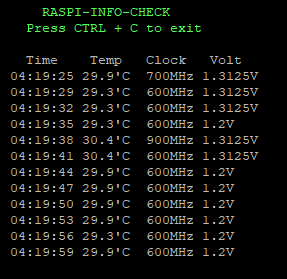 RASPI-INFO-CHECK
Press CTRL + C to exit
Time Temp Clock Volt
04:19:25 29.9'C 700MHz 1.3125V
04:19:29 29.3'C 600MHz 1.3125V
04:19:32 29.3'C 600MHz 1.3125V
04:19:35 29.3'C 600MHz 1.2V
04:19:38 30.4'C 900MHz 1.3125V
04:19:41 30.4'C 600MHz 1.3125V
04:19:44 29.9'C 600MHz 1.2V
04:19:47 29.9'C 600MHz 1.2V
04:19:50 29.9'C 600MHz 1.2V
04:19:53 29.9'C 600MHz 1.2V
04:19:56 29.3'C 600MHz 1.2V
04:19:59 29.9'C 600MHz 1.2V